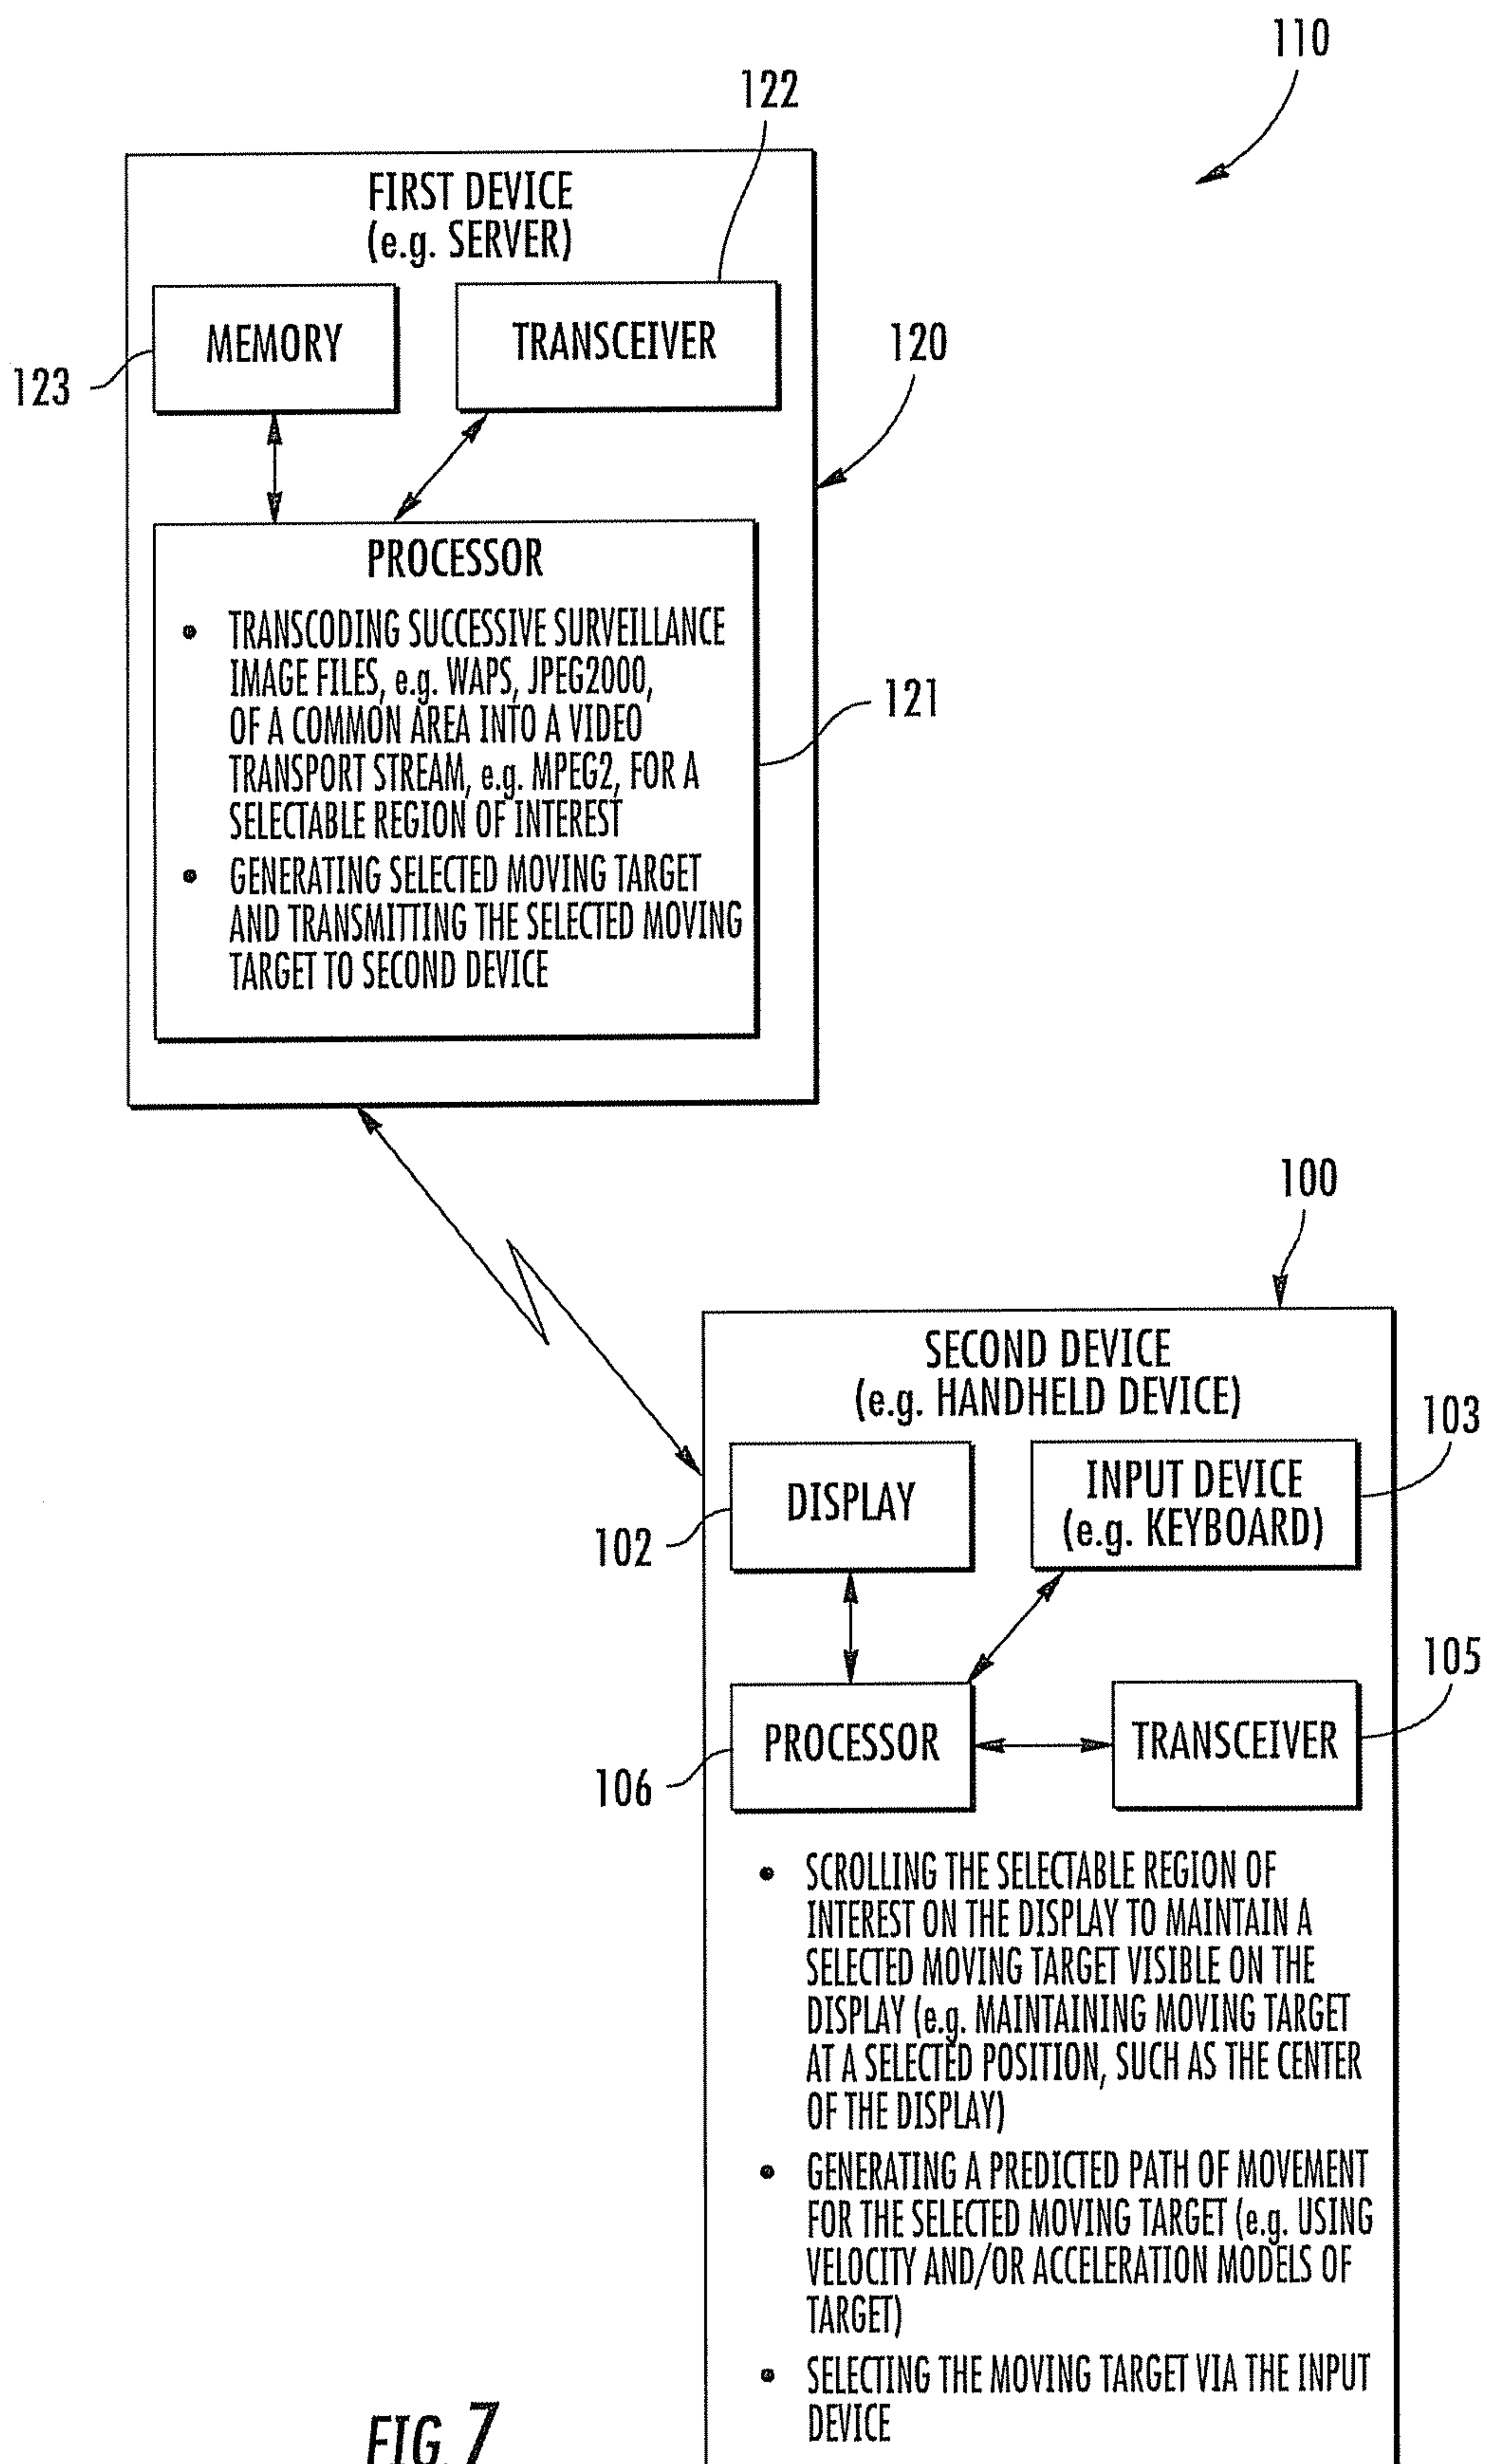 110
122
FIRST DEVICE
(e.g. SERVER)
MEMORY
TRANSCEIVER
120
123
PROCESSOR
• TRANSCODING SUCCESSIVE SURVEILLANCE
IMAGE FILES, e.g. WAPS, JPEG2000,
OF A COMMON AREA INTO A VIDEO
TRANSPORT STREAM, e.g. MPEG2, FOR A
SELECTABLE REGION OF INTEREST
121
• GENERATING SELECTED MOVING TARGET
AND TRANSMITTING THE SELECTED MOVING
TARGET TO SECOND DEVICE
100
SECOND DEVICE
(e.g. HANDHELD DEVICE)
103
DISPLAY
INPUT DEVICE
(e.g. KEYBOARD)
102
105
PROCESSOR
TRANSCEIVER
106
• SCROLLING THE SELECTABLE REGION OF
INTEREST ON THE DISPLAY TO MAINTAIN A
SELECTED MOVING TARGET VISIBLE ON THE
DISPLAY (e.g. MAINTAINING MOVING TARGET
AT A SELECTED POSITION, SUCH AS THE CENTER
OF THE DISPLAY)
• GENERATING A PREDICTED PATH OF MOVEMENT
FOR THE SELECTED MOVING TARGET (e.g. USING
VELOCITY AND/OR ACCELERATION MODELS OF
TARGET)
• SELECTING THE MOVING TARGET VIA THE INPUT
DEVICE
FIG. 7